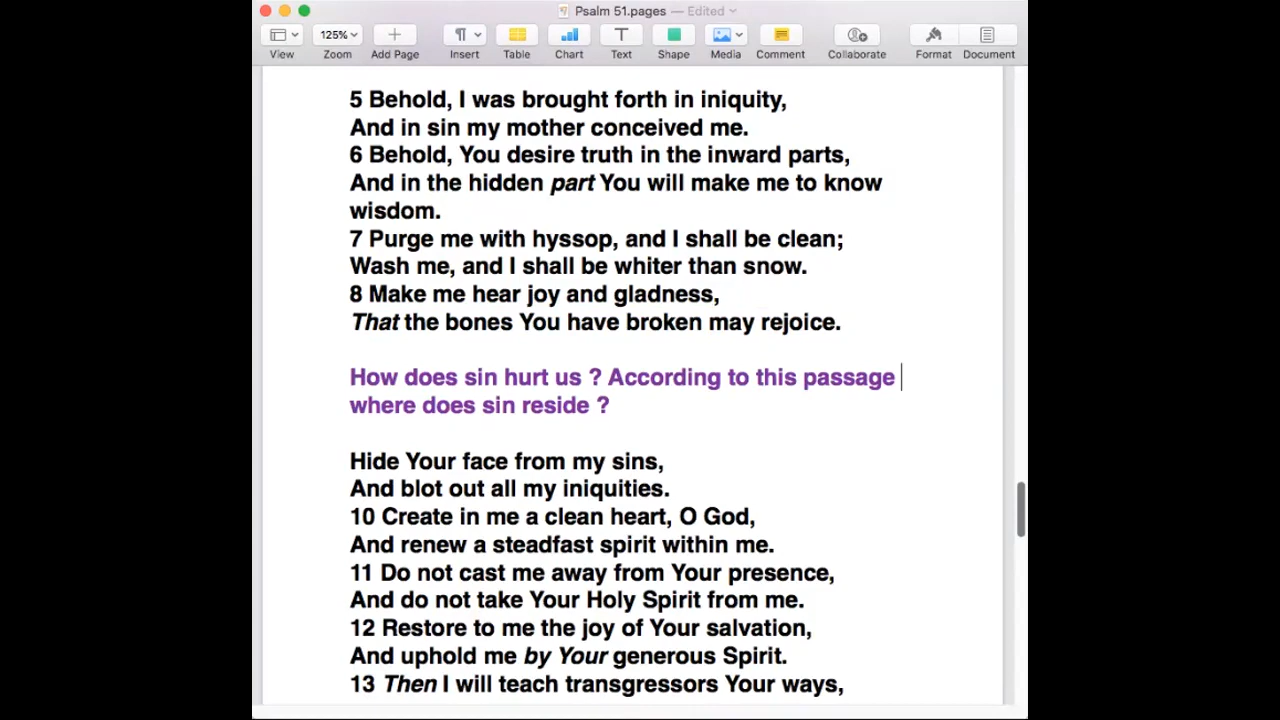 Psalm 51.pages — Edited
125%
View
Zoom
Add Page
Insert
Table
Chart
Text
Shape
Media
Comment
Collaborate
Format
Document
5 Behold, I was brought forth in iniquity,
And in sin my mother conceived me.
6 Behold, You desire truth in the inward parts,
And in the hidden part You will make me to know
wisdom.
7 Purge me with hyssop, and I shall be clean;
Wash me, and I shall be whiter than snow.
8 Make me hear joy and gladness,
That the bones You have broken may rejoice.
How does sin hurt us ? According to this passage
where does sin reside ?
Hide Your face from my sins,
And blot out all my iniquities.
10 Create in me a clean heart, O God,
And renew a steadfast spirit within me.
11 Do not cast me away from Your presence,
And do not take Your Holy Spirit from me.
12 Restore to me the joy of Your salvation,
And uphold me by Your generous Spirit.
13 Then I will teach transgressors Your ways,